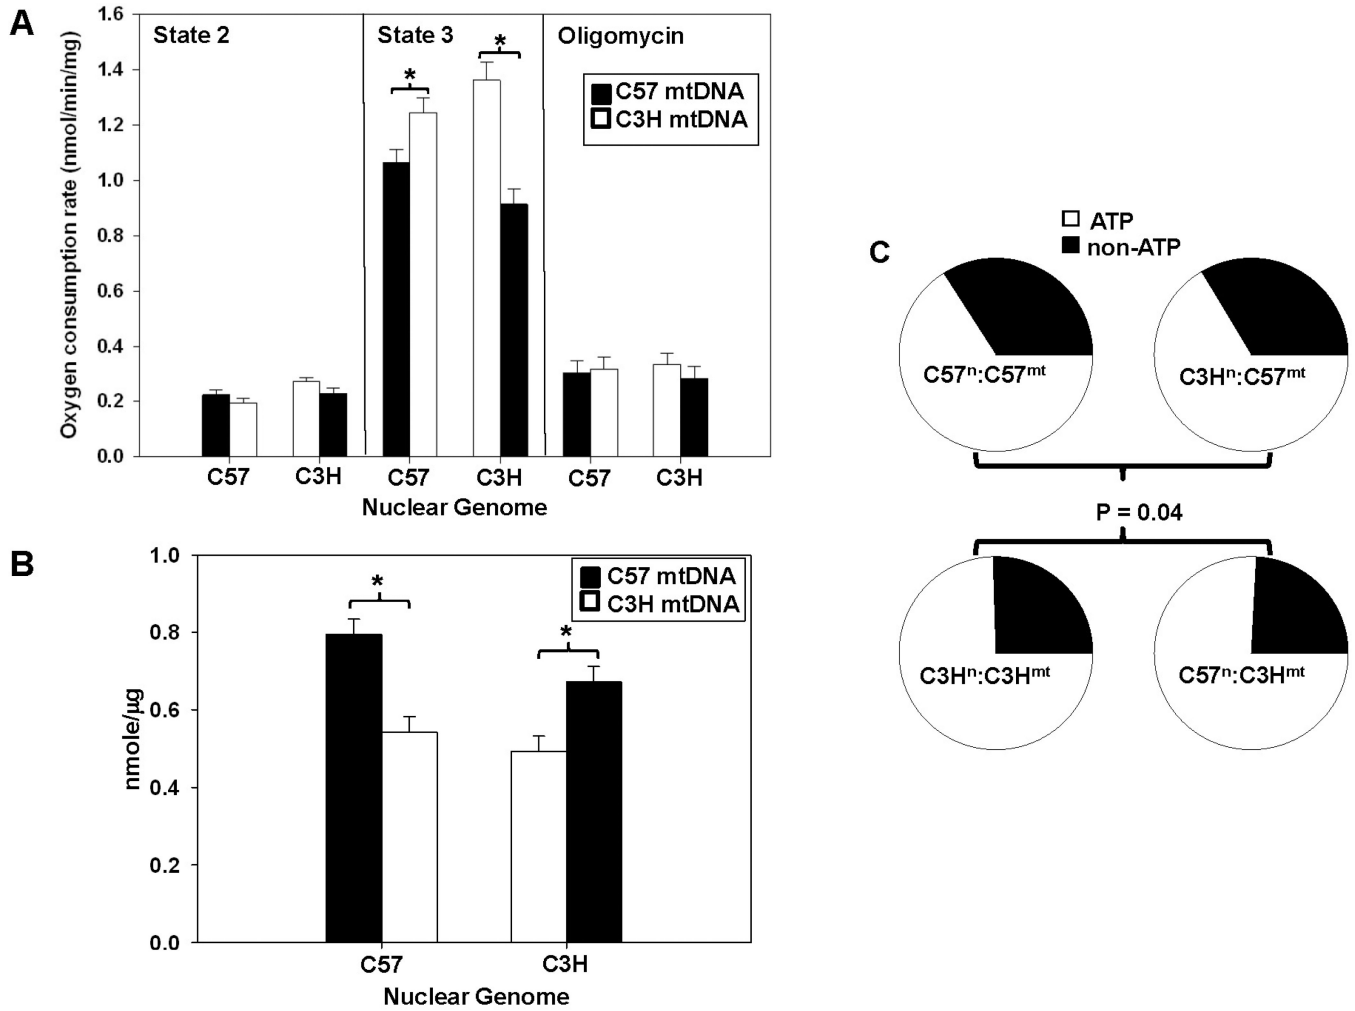 A
Oxygen consumption rate (nmol/min/mg)
1.6
1.4
1.2
1.0
0.8
0.6
0.4
0.2
0.0
State 2
State 3
Oligomycin
*
*
C57 mtDNA
C3H mtDNA
C57
C3H
C57
C3H
C57
C3H
Nuclear Genome
B
nmole/µg
1.0
0.8
0.6
0.4
0.2
0.0
*
*
C57 mtDNA
C3H mtDNA
C57
C3H
Nuclear Genome
C
ATP
non-ATP
C57ⁿ:C57ᵐᵗ
C3Hⁿ:C57ᵐᵗ
P = 0.04
C3Hⁿ:C3Hᵐᵗ
C57ⁿ:C3Hᵐᵗ